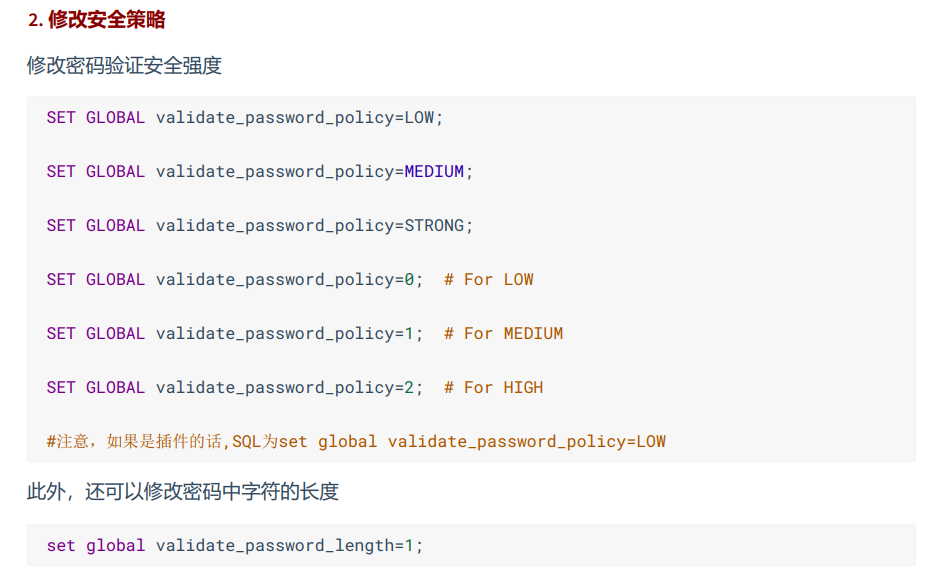 2. 修改安全策略
修改密码验证安全强度
SET GLOBAL validate_password_policy=LOW;
SET GLOBAL validate_password_policy=MEDIUM;
SET GLOBAL validate_password_policy=STRONG;
SET GLOBAL validate_password_policy=0;  # For LOW
SET GLOBAL validate_password_policy=1;  # For MEDIUM
SET GLOBAL validate_password_policy=2;  # For HIGH
#注意，如果是插件的话,SQL为set global validate_password_policy=LOW
此外，还可以修改密码中字符的长度
set global validate_password_length=1;